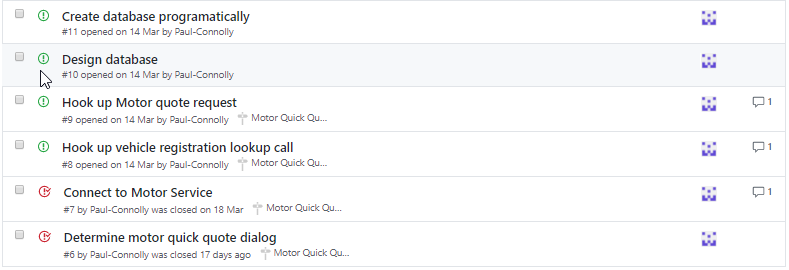 Create database programatically
#11 opened on 14 Mar by Paul-Connolly
Design database
#10 opened on 14 Mar by Paul-Connolly
Hook up Motor quote request 1
#9 opened on 14 Mar by Paul-Connolly Motor Quick Qu...
Hook up vehicle registration lookup call 1
#8 opened on 14 Mar by Paul-Connolly Motor Quick Qu...
Connect to Motor Service 1
#7 by Paul-Connolly was closed on 18 Mar Motor Quick Qu...
Determine motor quick quote dialog
#6 by Paul-Connolly was closed 17 days ago Motor Quick Qu...